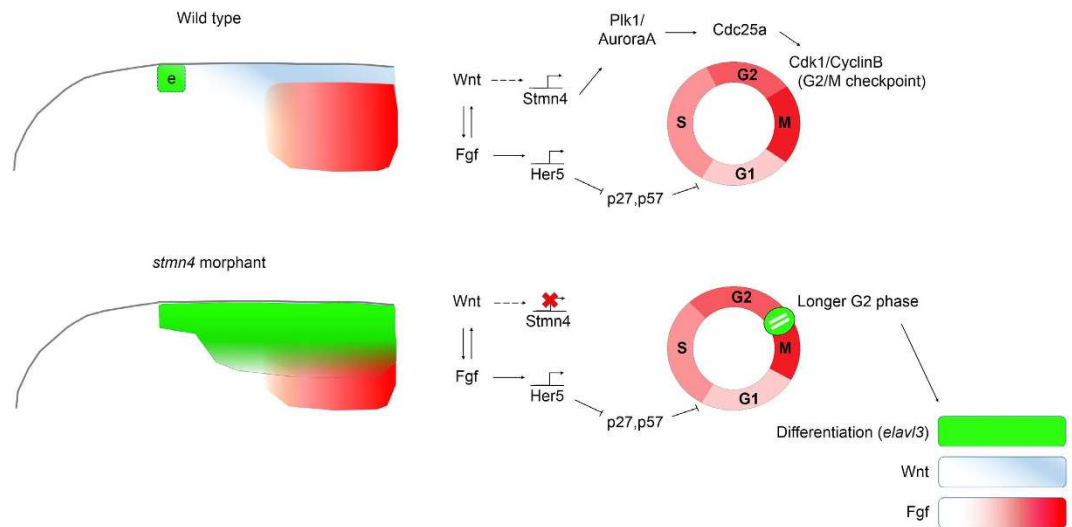 Wild type
e
Plk1/
AuroraA
Cdc25a
Cdk1/CyclinB
(G2/M checkpoint)
Wnt
Stmn4
Fgf
Her5
p27,p57
G2
S
M
G1
stmn4 morphant
Wnt
Stmn4
Fgf
Her5
p27,p57
G2
S
M
G1
Longer G2 phase
Differentiation (elavl3)
Wnt
Fgf